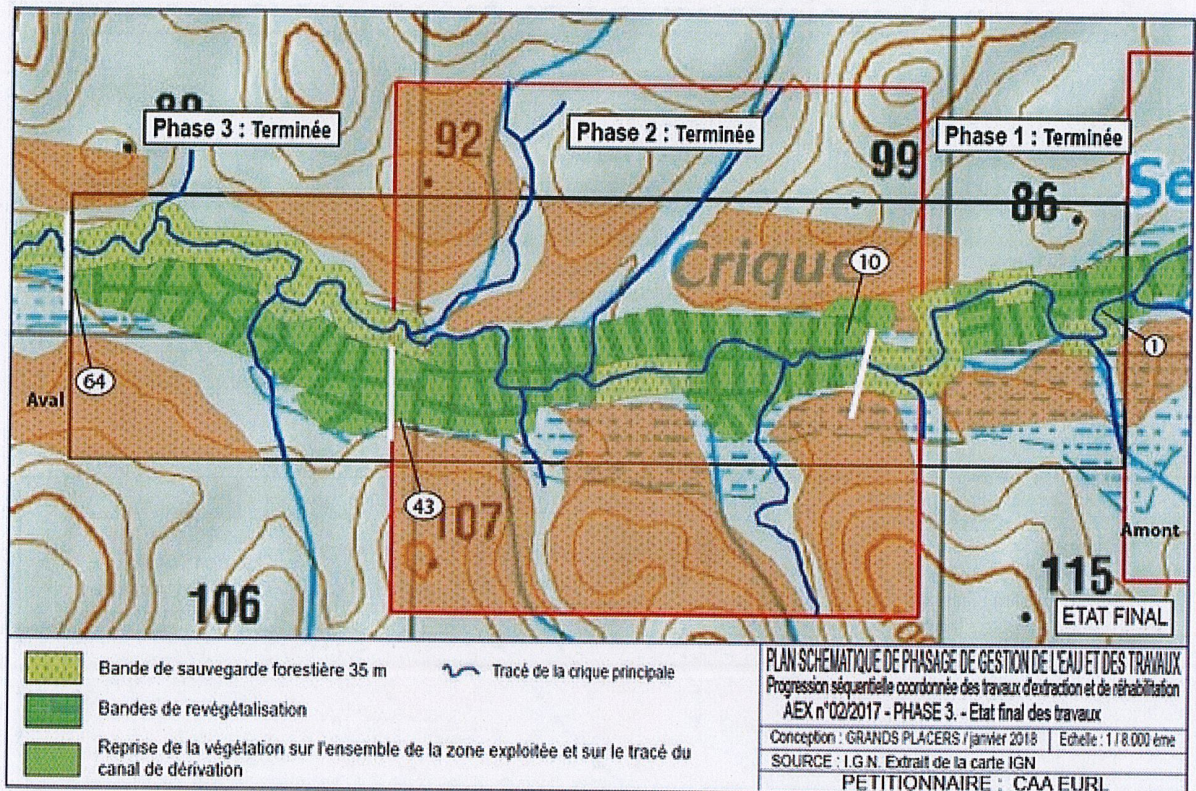 89
Phase 3 : Terminée
92
Phase 2 : Terminée
99
Phase 1 : Terminée
86
Se
Crique
10
1
64
Aval
43
107
106
Amont
115
ETAT FINAL
Bande de sauvegarde forestière 35 m
Tracé de la crique principale
Bandes de revégétalisation
Reprise de la végétation sur l'ensemble de la zone exploitée et sur le tracé du
canal de dérivation
PLAN SCHEMATIQUE DE PHASAGE DE GESTION DE L'EAU ET DES TRAVAUX
Progression séquentielle coordonnée des travaux d'extraction et de réhabilitation
AEX n°02/2017 - PHASE 3. - Etat final des travaux
Conception : GRANDS PLACERS / janvier 2018
Echelle : 1 / 8.000 ème
SOURCE : I.G.N. Extrait de la carte IGN
PETITIONNAIRE : CAA EURL